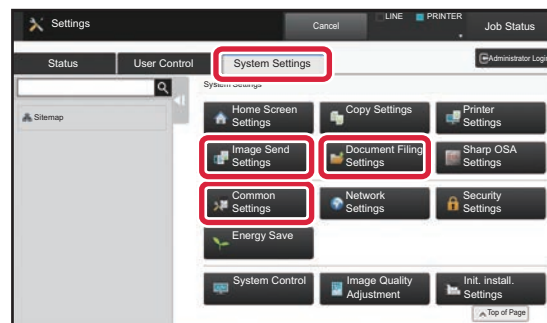 Settings
Cancel
LINE
PRINTER
Job Status
Status
User Control
System Settings
Administrator Login
System Settings
Sitemap
Home Screen
Settings
Copy Settings
Printer
Settings
Image Send
Settings
Document Filing
Settings
Sharp OSA
Settings
Common
Settings
Network
Settings
Security
Settings
Energy Save
System Control
Image Quality
Adjustment
Init. install.
Settings
Top of Page